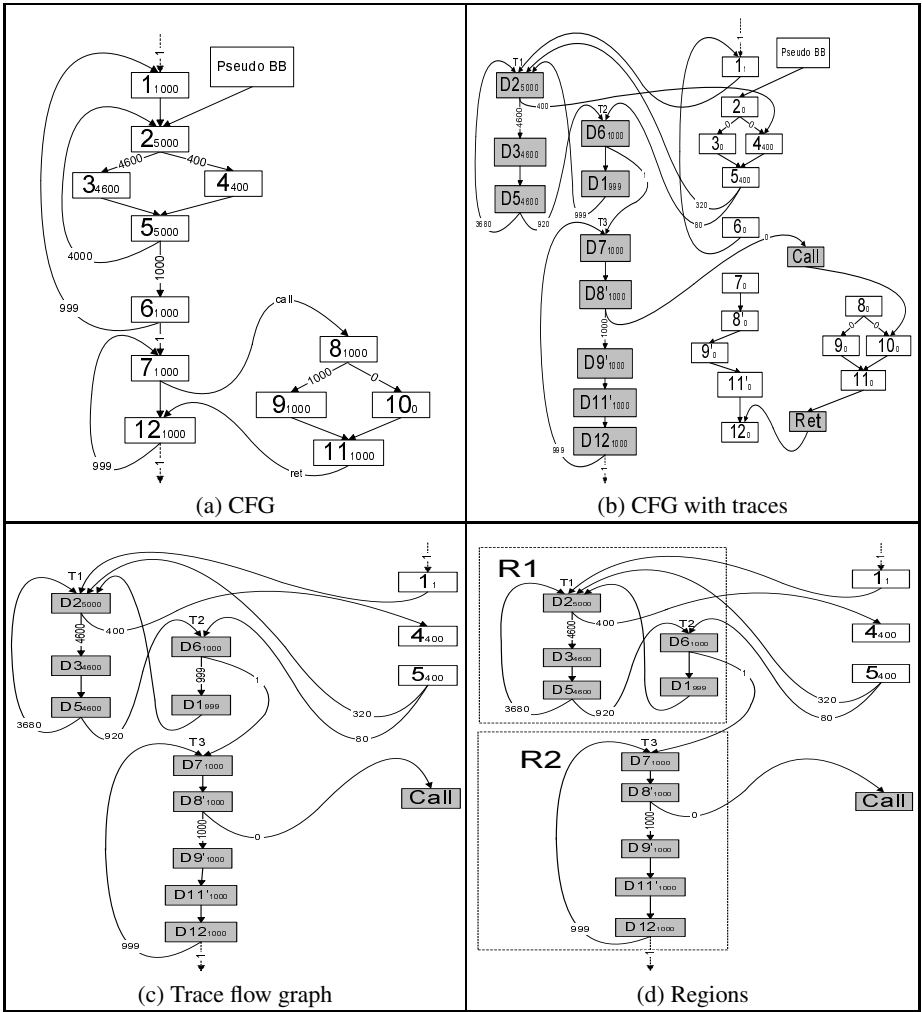 1
Pseudo BB
1 1000
2 5000
4600
400
3 4600
4 400
5 5000
4000
1000
999
6 1000
call
1
7 1000
8 1000
1000
0
9 1000
10 0
12 1000
11 1000
999
1
ret
(a) CFG
1
Pseudo BB
T1
1 1
D2 5000
400
T2
2 0
4600
D6 1000
0
0
3 0
4 400
D3 4600
D1 999
1
5 400
D5 4600
320
3680
920
999
80
T3
6 0
D7 1000
0
Call
7 0
D8' 1000
8' 0
8 0
1000
0
0
9' 0
9 0
10 0
D9' 1000
11' 0
11 0
D11' 1000
12 0
Ret
D12 1000
999
1
(b) CFG with traces
1
T1
1 1
D2 5000
400
T2
4 400
4600
D6 1000
D3 4600
999
1
5 400
D5 4600
D1 999
320
3680
920
80
T3
D7 1000
D8' 1000
Call
1000
0
D9' 1000
D11' 1000
D12 1000
999
1
(c) Trace flow graph
1
R1
T1
1 1
D2 5000
400
T2
4 400
4600
D6 1000
D3 4600
5 400
D5 4600
D1 999
1
320
3680
920
80
R2
T3
D7 1000
D8' 1000
Call
1000
0
D9' 1000
D11' 1000
D12 1000
999
1
(d) Regions